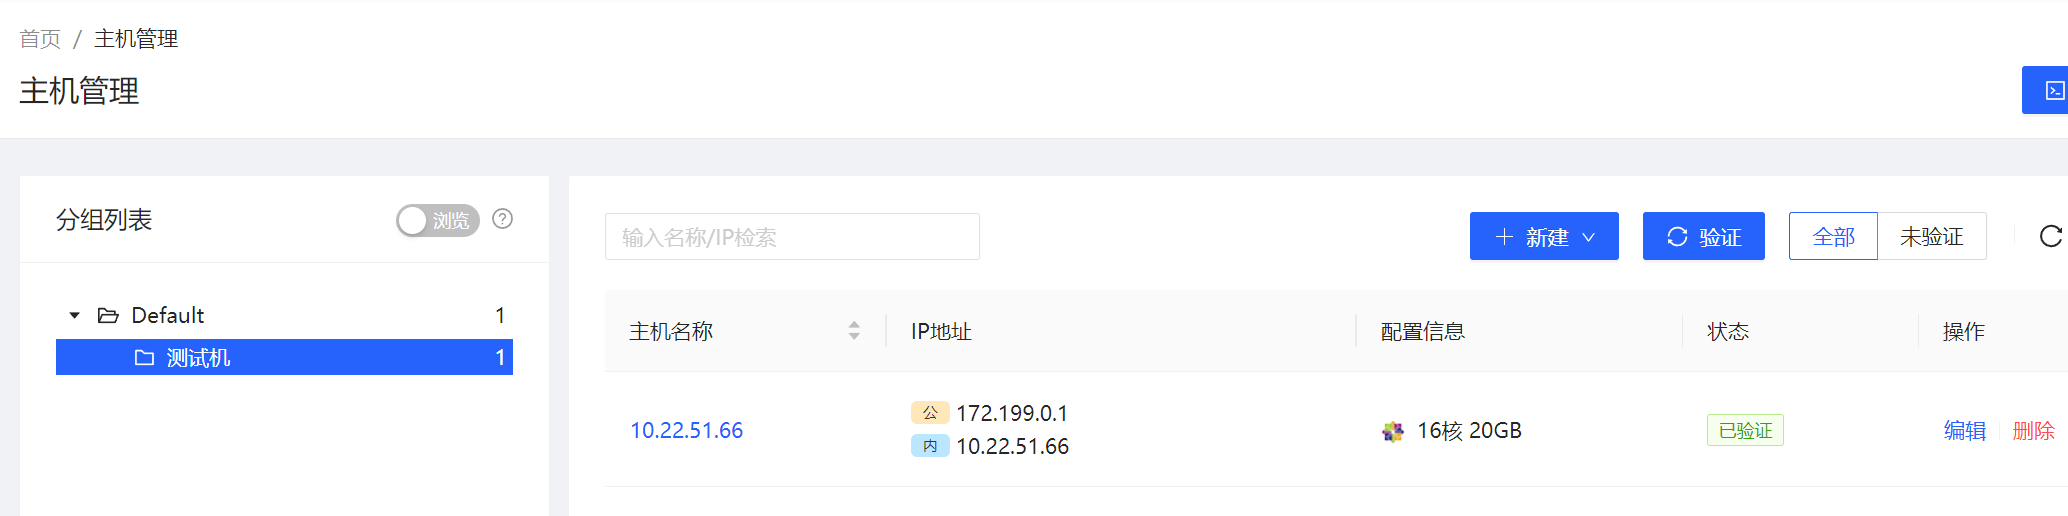 首页 / 主机管理
主机管理
分组列表 浏览
Default 1
测试机 1
输入名称/IP检索 新建 验证 全部 未验证
主机名称 IP地址 配置信息 状态 操作
公 172.199.0.1
10.22.51.66 16核 20GB 已验证 编辑 删除
内 10.22.51.66